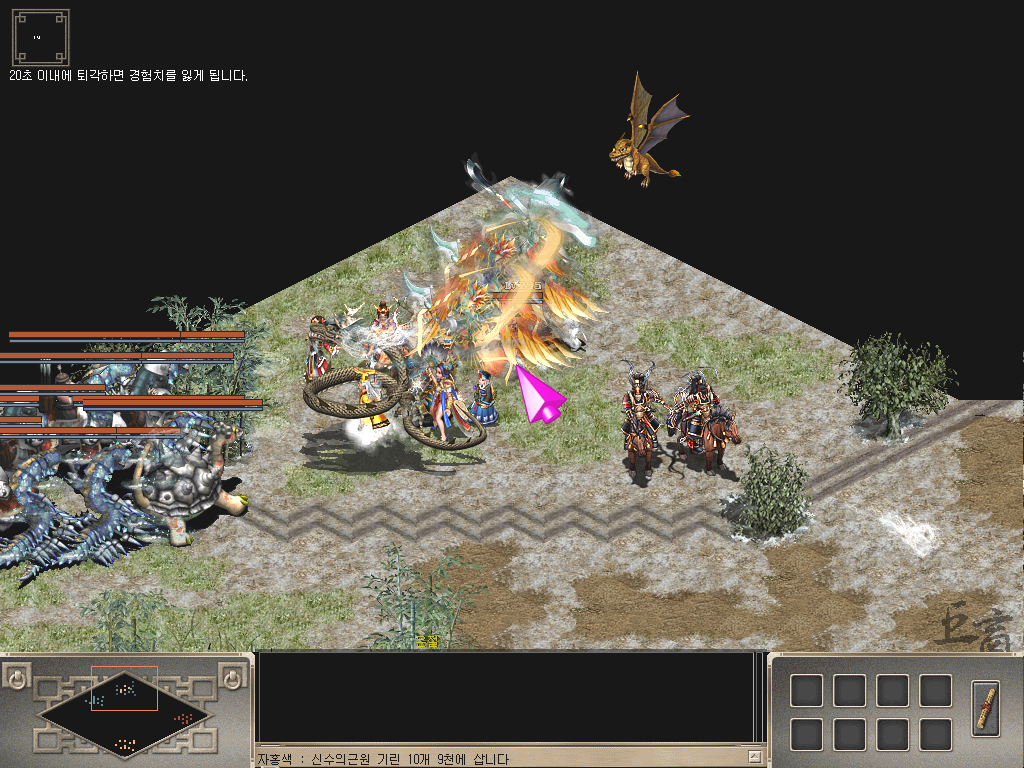 20초 이내에 퇴각하면 경험치를 잃게 됩니다.
자홍색 : 신수의근원 기린 10개 9천에 삽니다